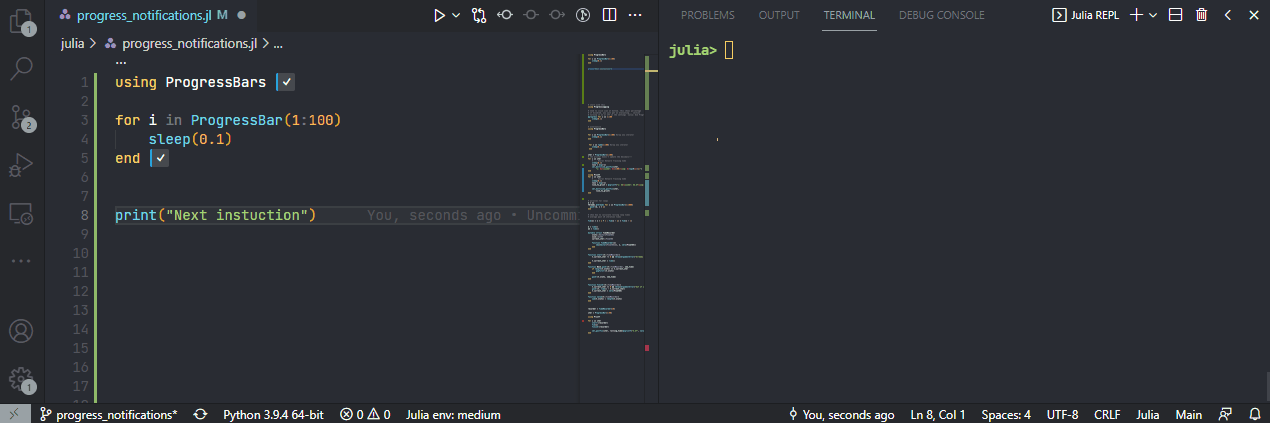 progress_notifications.jl M
PROBLEMS OUTPUT TERMINAL DEBUG CONSOLE Julia REPL
julia > progress_notifications.jl > ...
...
1 using ProgressBars
2
3 for i in ProgressBar(1:100)
4 sleep(0.1)
5 end
6
7
8 print("Next instuction") You, seconds ago • Uncommi
9
10
11
12
13
14
15
16
17
julia>
1
2
1
progress_notifications* Python 3.9.4 64-bit 0 0 Julia env: medium You, seconds ago Ln 8, Col 1 Spaces: 4 UTF-8 CRLF Julia Main